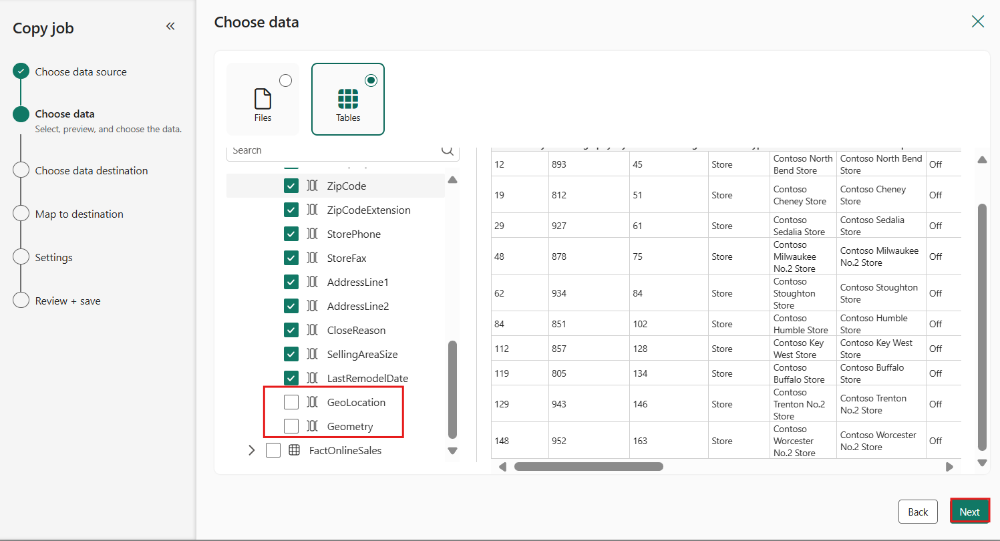 Copy job
Choose data source
Choose data
Select, preview, and choose the data.
Choose data destination
Map to destination
Settings
Review + save
Choose data
Files
Tables
Search
ZipCode
ZipCodeExtension
StorePhone
StoreFax
AddressLine1
AddressLine2
CloseReason
SellingAreaSize
LastRemodelDate
GeoLocation
Geometry
FactOnlineSales
12 893 45 Store Contoso North Bend Store Contoso North Bend Store Off
19 812 51 Store Contoso Cheney Store Contoso Cheney Store Off
29 927 61 Store Contoso Sedalia Store Contoso Sedalia Store Off
48 878 75 Store Contoso Milwaukee No.2 Store Contoso Milwaukee No.2 Store Off
62 934 84 Store Contoso Stoughton Store Contoso Stoughton Store Off
84 851 102 Store Contoso Humble Store Contoso Humble Store Off
112 857 128 Store Contoso Key West Store Contoso Key West Store Off
119 805 134 Store Contoso Buffalo Store Contoso Buffalo Store Off
129 943 146 Store Contoso Trenton No.2 Store Contoso Trenton No.2 Store Off
148 952 163 Store Contoso Worcester No.2 Store Contoso Worcester No.2 Store Off
Back
Next